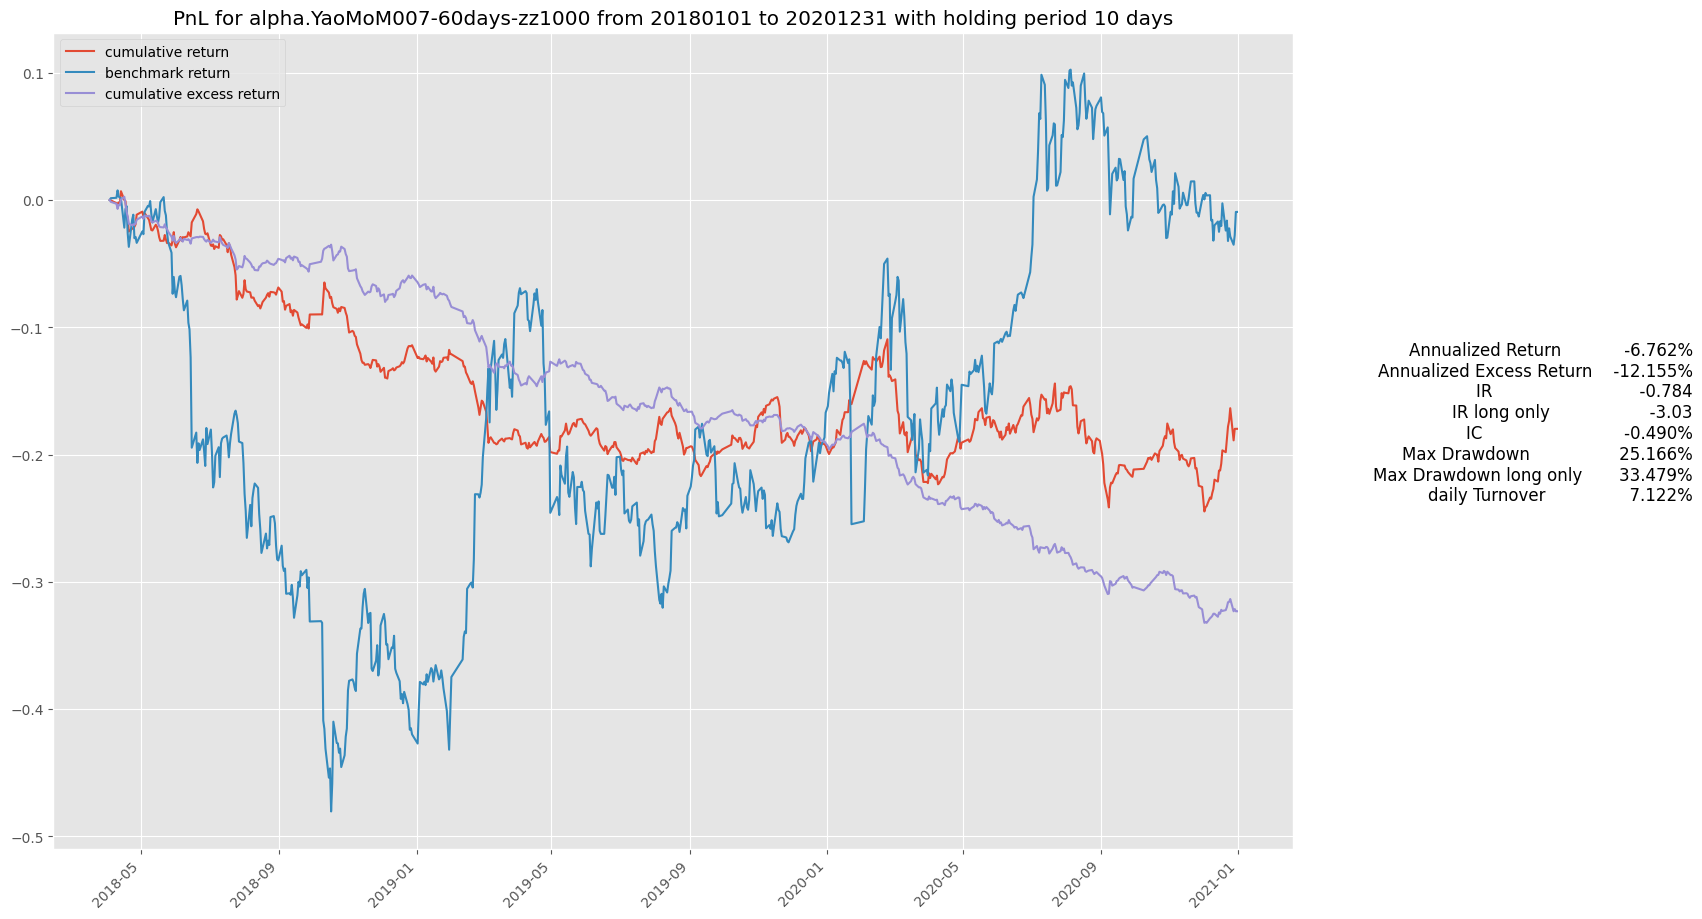 PnL for alpha.YaoMoM007-60days-zz1000 from 20180101 to 20201231 with holding period 10 days
cumulative return
benchmark return
cumulative excess return
0.1
0.0
−0.1
−0.2
−0.3
−0.4
−0.5
2018-05
2018-09
2019-01
2019-05
2019-09
2020-01
2020-05
2020-09
2021-01
Annualized Return -6.762%
Annualized Excess Return -12.155%
IR -0.784
IR long only -3.03
IC -0.490%
Max Drawdown 25.166%
Max Drawdown long only 33.479%
daily Turnover 7.122%